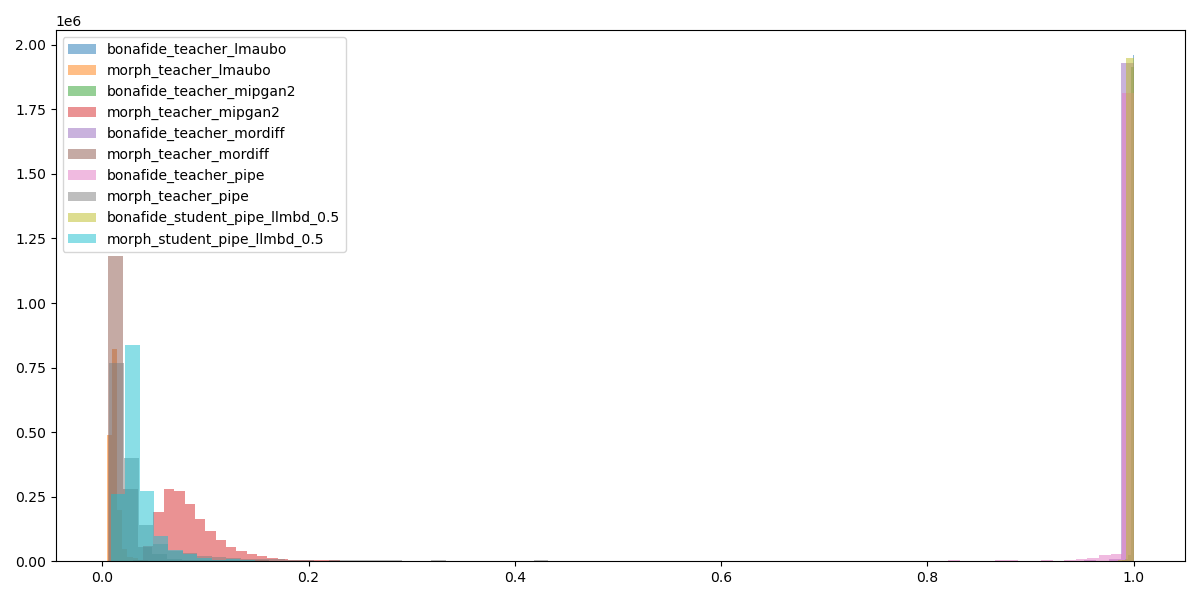 1e6
2.00
1.75
1.50
1.25
1.00
0.75
0.50
0.25
0.00
bonafide_teacher_lmaubo
morph_teacher_lmaubo
bonafide_teacher_mipgan2
morph_teacher_mipgan2
bonafide_teacher_mordiff
morph_teacher_mordiff
bonafide_teacher_pipe
morph_teacher_pipe
bonafide_student_pipe_llmbd_0.5
morph_student_pipe_llmbd_0.5
0.0 0.2 0.4 0.6 0.8 1.0